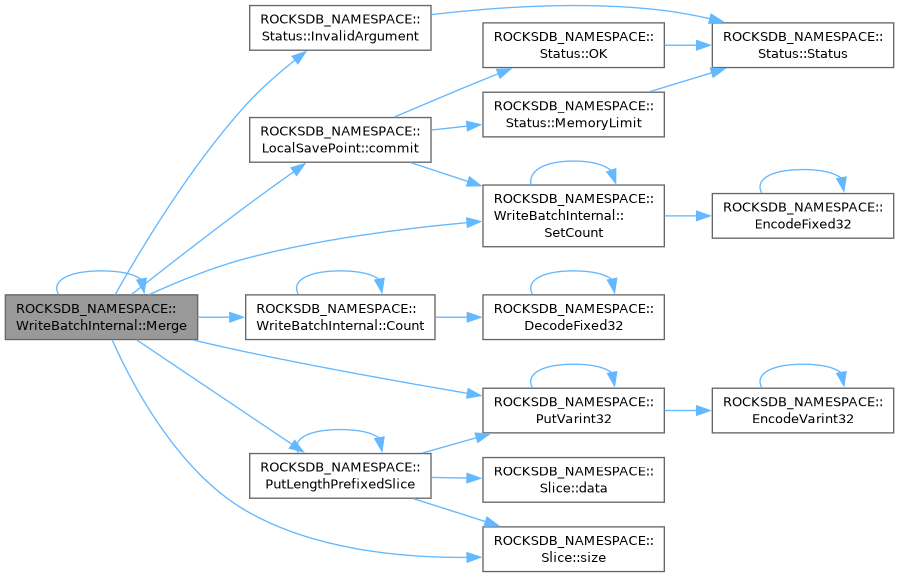 ROCKSDB_NAMESPACE::
WriteBatchInternal::Merge
ROCKSDB_NAMESPACE::
Status::InvalidArgument
ROCKSDB_NAMESPACE::
LocalSavePoint::commit
ROCKSDB_NAMESPACE::
WriteBatchInternal::Count
ROCKSDB_NAMESPACE::
PutLengthPrefixedSlice
ROCKSDB_NAMESPACE::
Status::OK
ROCKSDB_NAMESPACE::
Status::MemoryLimit
ROCKSDB_NAMESPACE::
WriteBatchInternal::
SetCount
ROCKSDB_NAMESPACE::
DecodeFixed32
ROCKSDB_NAMESPACE::
PutVarint32
ROCKSDB_NAMESPACE::
Slice::data
ROCKSDB_NAMESPACE::
Slice::size
ROCKSDB_NAMESPACE::
Status::Status
ROCKSDB_NAMESPACE::
EncodeFixed32
ROCKSDB_NAMESPACE::
EncodeVarint32